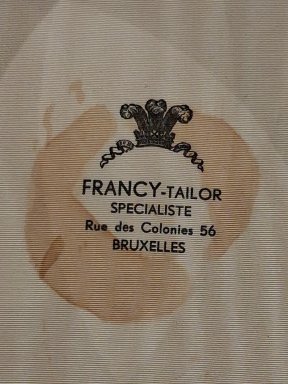 FRANCY-TAILOR
SPECIALISTE
Rue des Colonies 56
BRUXELLES